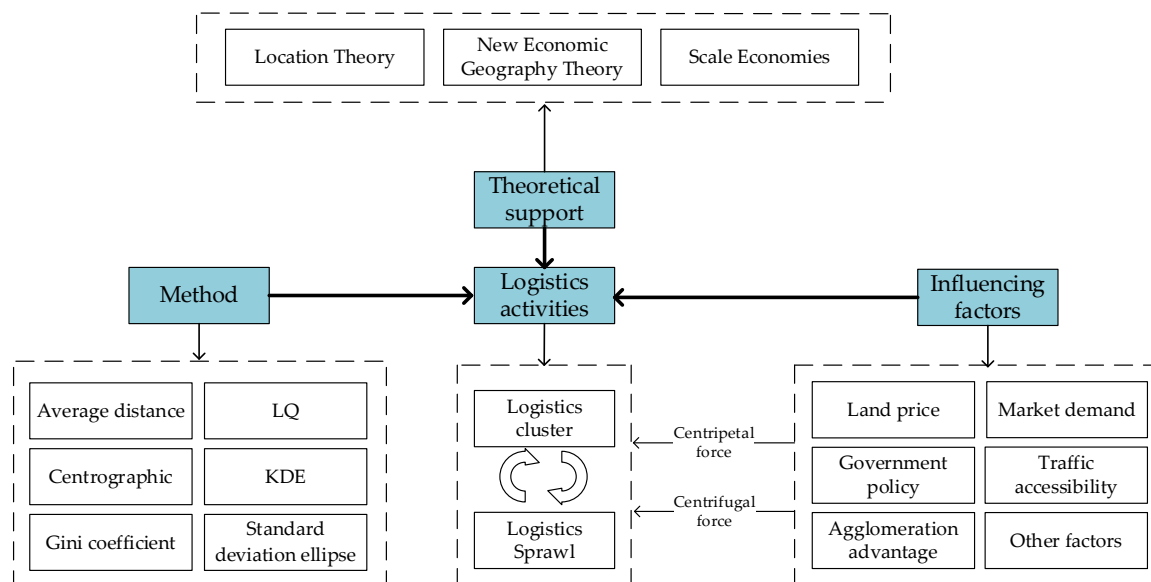 Location Theory
New Economic
Geography Theory
Scale Economies
Theoretical
support
Method
Logistics
activities
Influencing
factors
Average distance
LQ
Centrographic
KDE
Gini coefficient
Standard
deviation ellipse
Logistics
cluster
Logistics
Sprawl
Centripetal
force
Centrifugal
force
Land price
Market demand
Government
policy
Traffic
accessibility
Agglomeration
advantage
Other factors